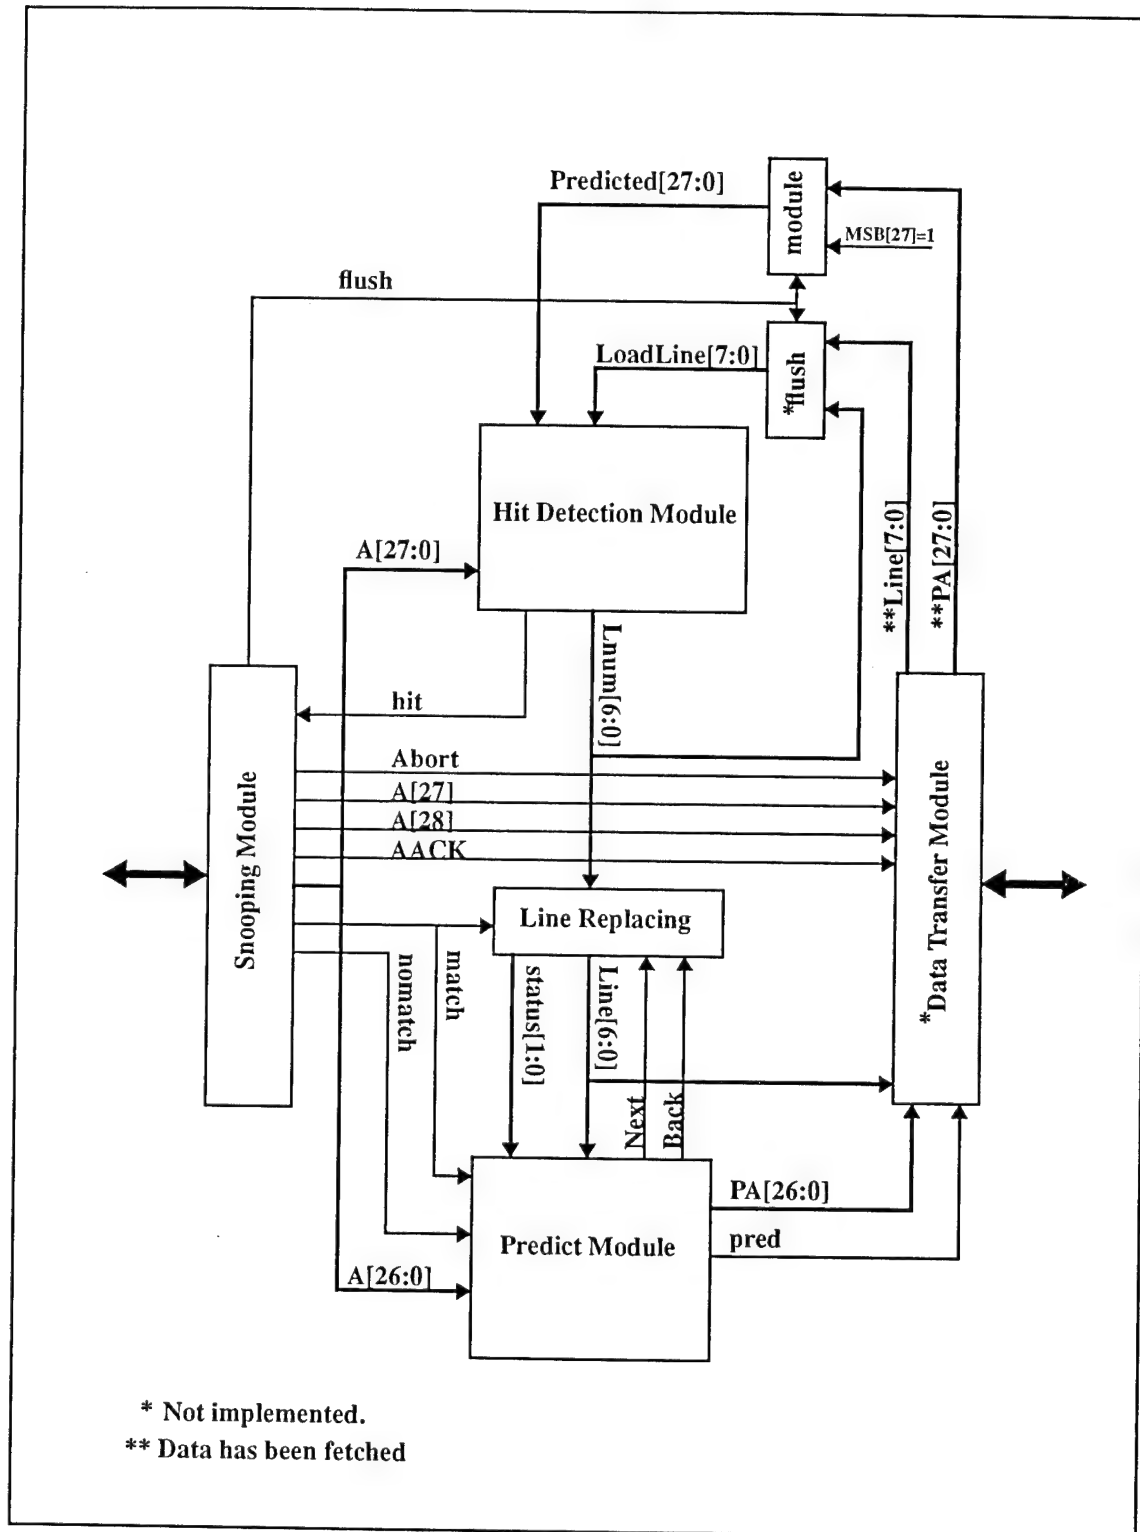 Predicted[27:0]
module
MSB[27]=1
flush
LoadLine[7:0]
*flush
Hit Detection Module
A[27:0]
**Line[7:0]
**PA[27:0]
Lnum[6:0]
hit
Abort
A[27]
A[28]
AACK
Snooping Module
*Data Transfer Module
Line Replacing
match
nomatch
status[1:0]
Line[6:0]
Next
Back
PA[26:0]
pred
Predict Module
A[26:0]
* Not implemented.
** Data has been fetched